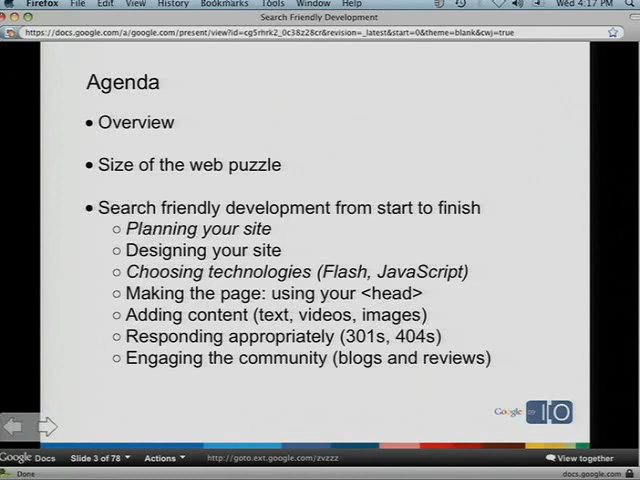 Firefox File Edit View History Bookmarks Tools Window Help Wed 4:17 PM
Search Friendly Development
https://docs.google.com/a/google.com/present/view?id=cg5rhrk2_0c38z28cr&revision=_latest&start=0&theme=blank&cwj=true
Agenda
• Overview
• Size of the web puzzle
• Search friendly development from start to finish
○ Planning your site
○ Designing your site
○ Choosing technologies (Flash, JavaScript)
○ Making the page: using your <head>
○ Adding content (text, videos, images)
○ Responding appropriately (301s, 404s)
○ Engaging the community (blogs and reviews)
Google 09 IO
Google Docs Slide 3 of 78 Actions http://goto.ext.google.com/zvzzz View together
Done docs.google.com